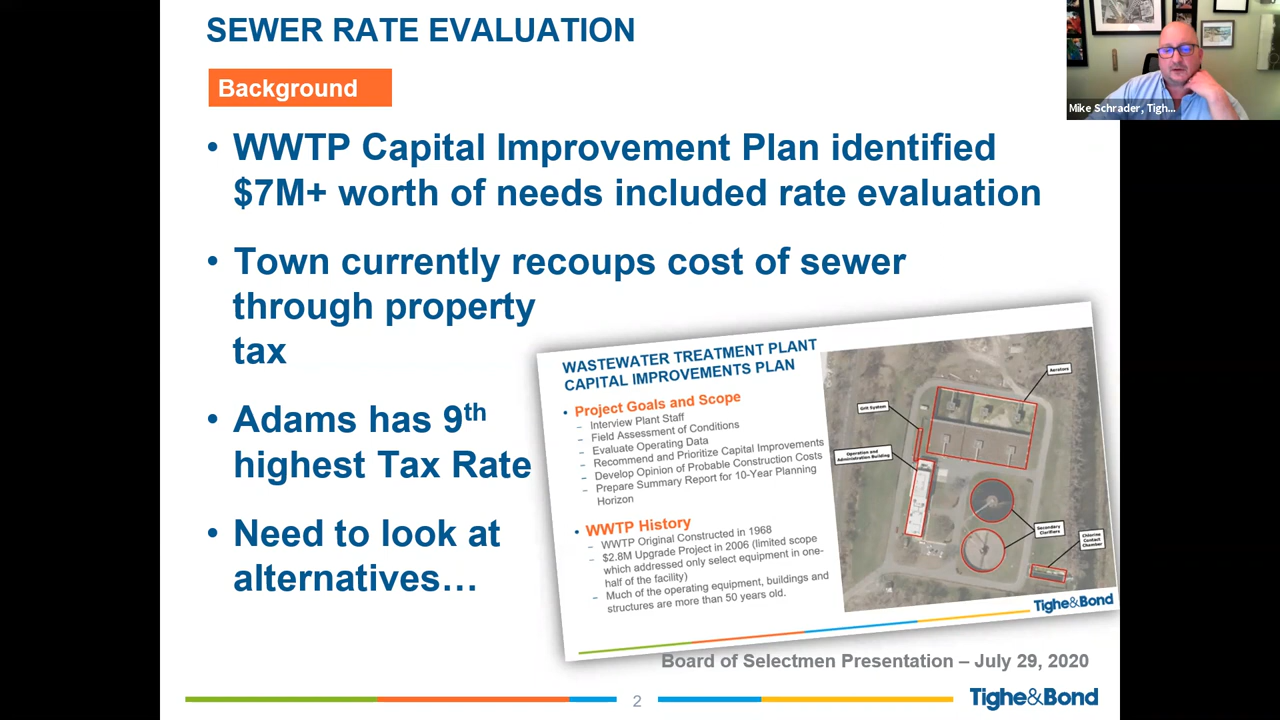 SEWER RATE EVALUATION
Mike Schrader, Tigh...
Background
• WWTP Capital Improvement Plan identified
$7M+ worth of needs included rate evaluation
• Town currently recoups cost of sewer
through property
tax
• Adams has 9th
highest Tax Rate
• Need to look at
alternatives…
WASTEWATER TREATMENT PLANT
CAPITAL IMPROVEMENTS PLAN
• Project Goals and Scope
– Interview Plant Staff
– Field Assessment of Conditions
– Evaluate Operating Data
– Recommend and Prioritize Capital Improvements
– Develop Opinion of Probable Construction Costs
– Prepare Summary Report for 10-Year Planning
Horizon
• WWTP History
– WWTP Original Constructed in 1968
– $2.8M Upgrade Project in 2006 (limited scope
which addressed only select equipment in one-
half of the facility)
– Much of the operating equipment, buildings and
structures are more than 50 years old.
Aerators
Grit System
Operation and
Administration Building
Secondary
Clarifiers
Chlorine
Contact
Chamber
Tighe&Bond
Board of Selectmen Presentation – July 29, 2020
2
Tighe&Bond